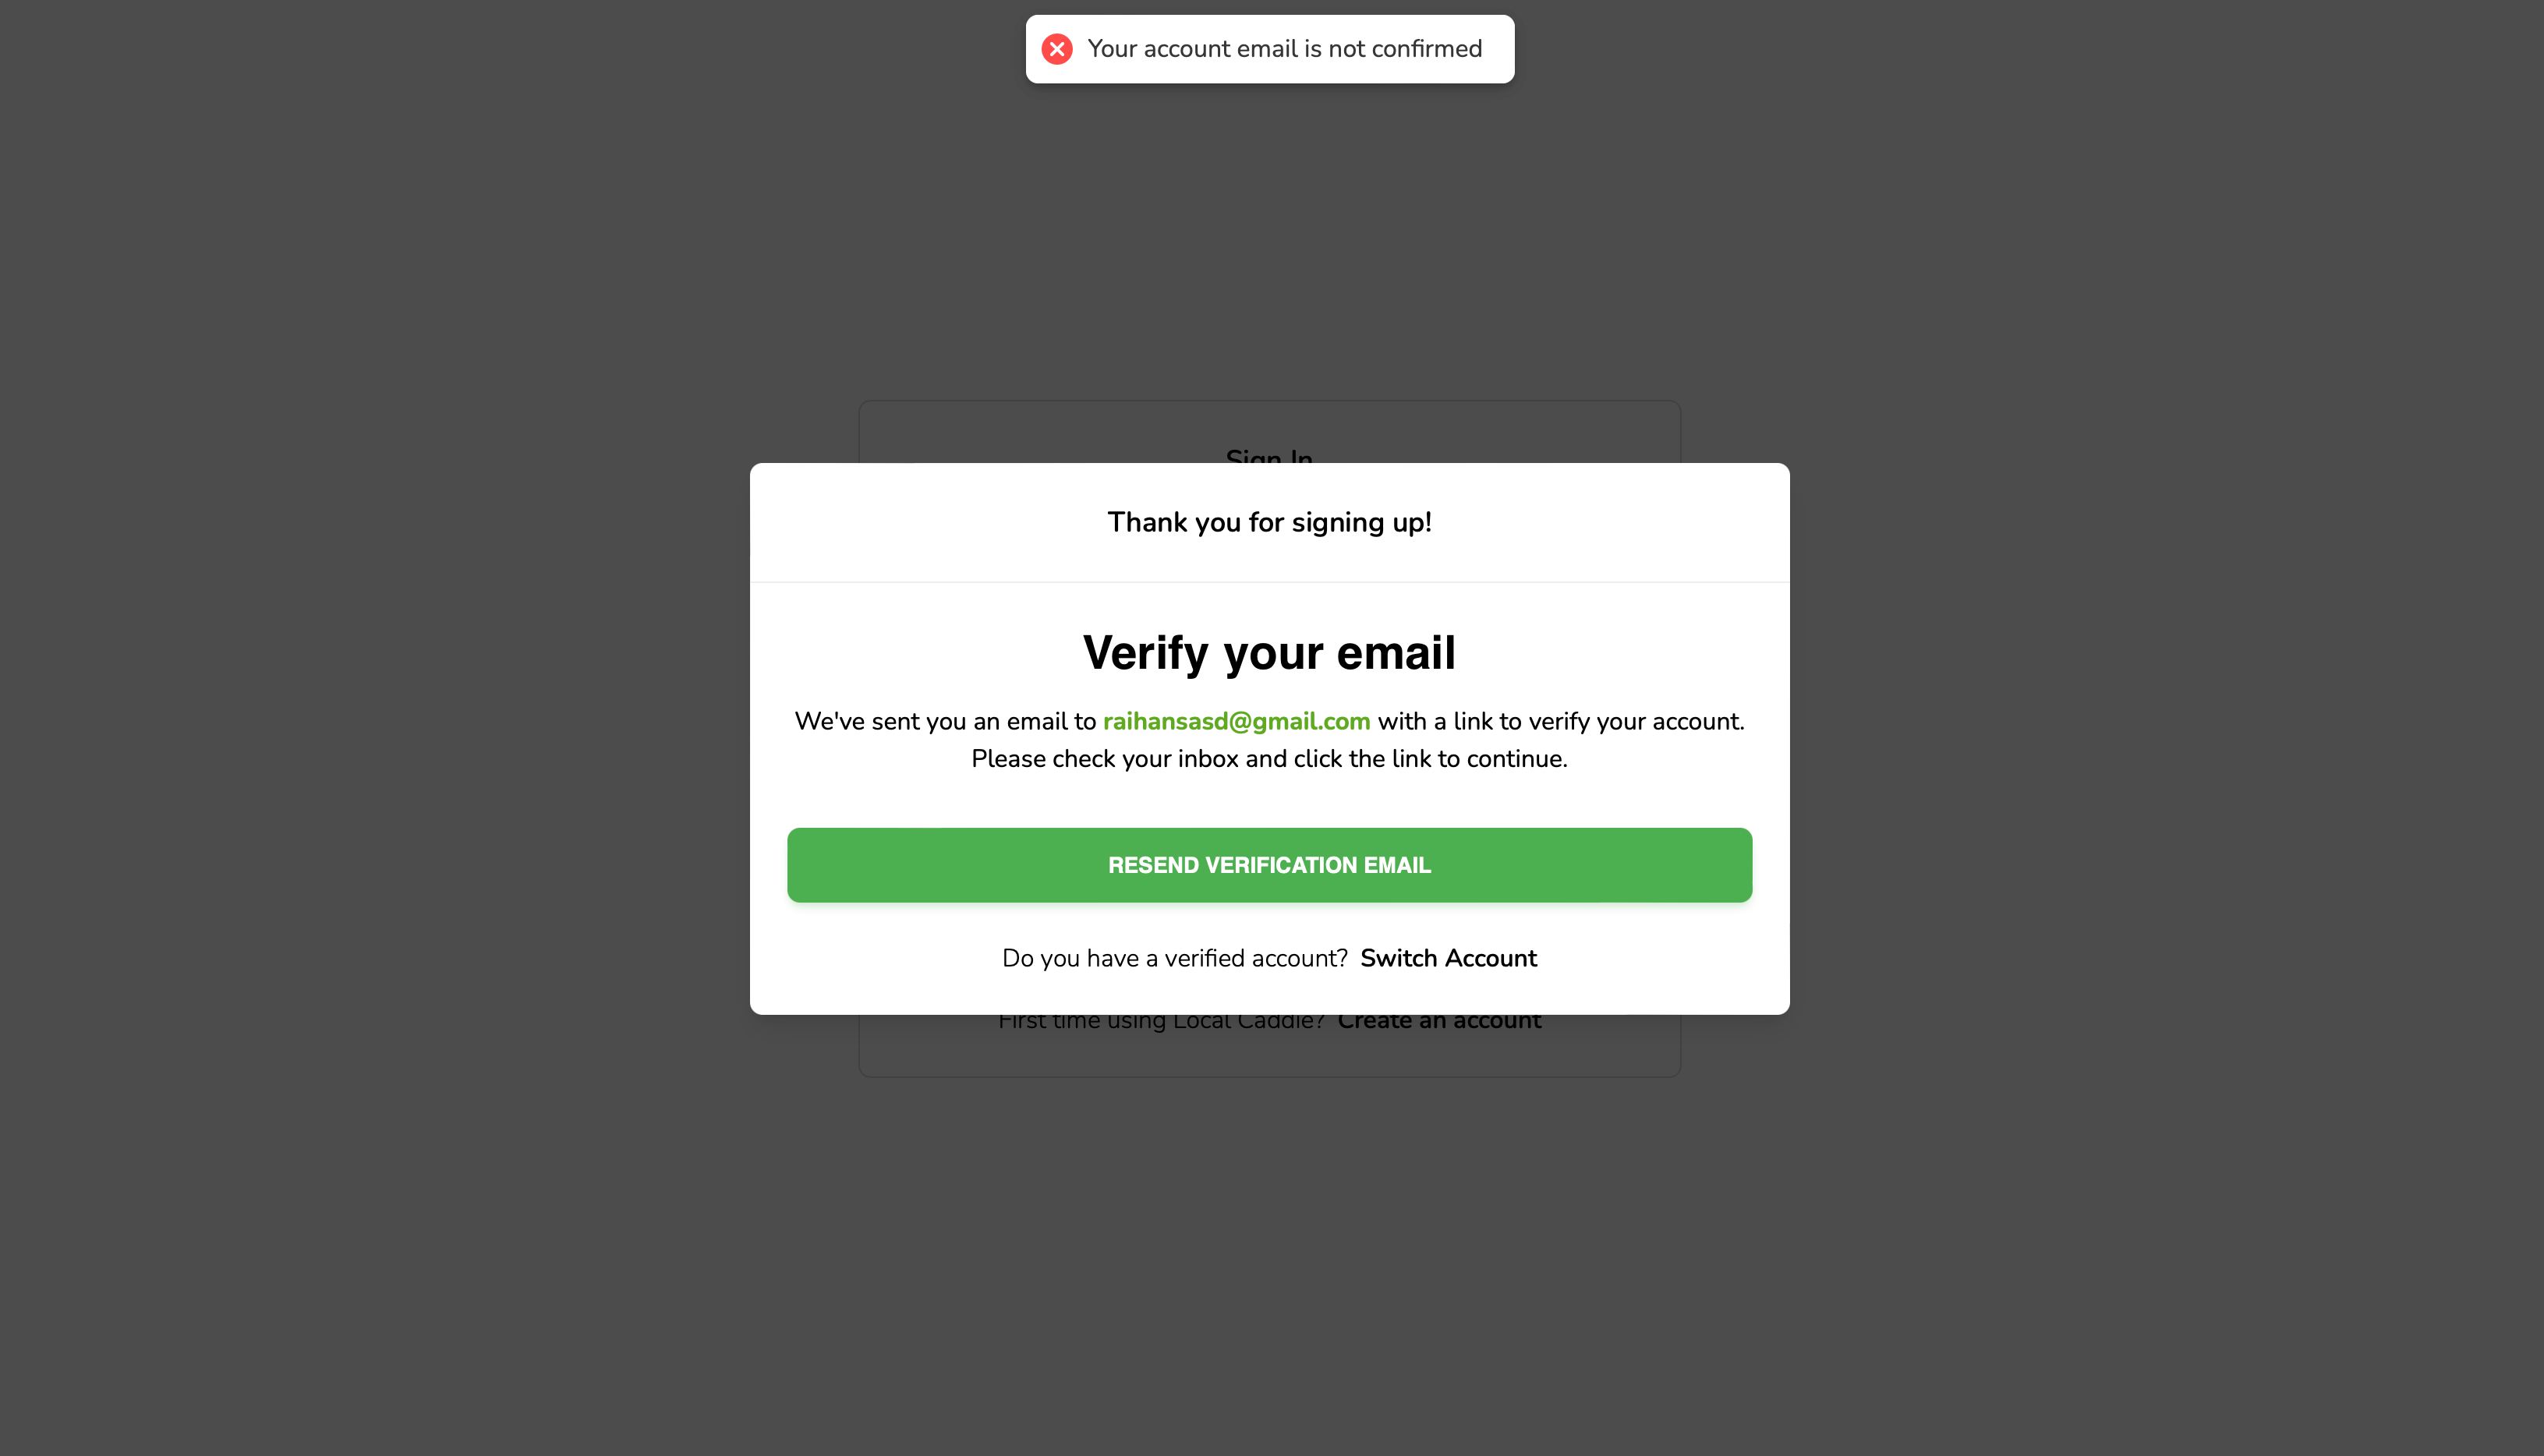 Your account email is not confirmed
Sign In
Thank you for signing up!
Verify your email
We've sent you an email to raihansasd@gmail.com with a link to verify your account.
Please check your inbox and click the link to continue.
RESEND VERIFICATION EMAIL
Do you have a verified account? Switch Account
First time using Local Caddie? Create an account